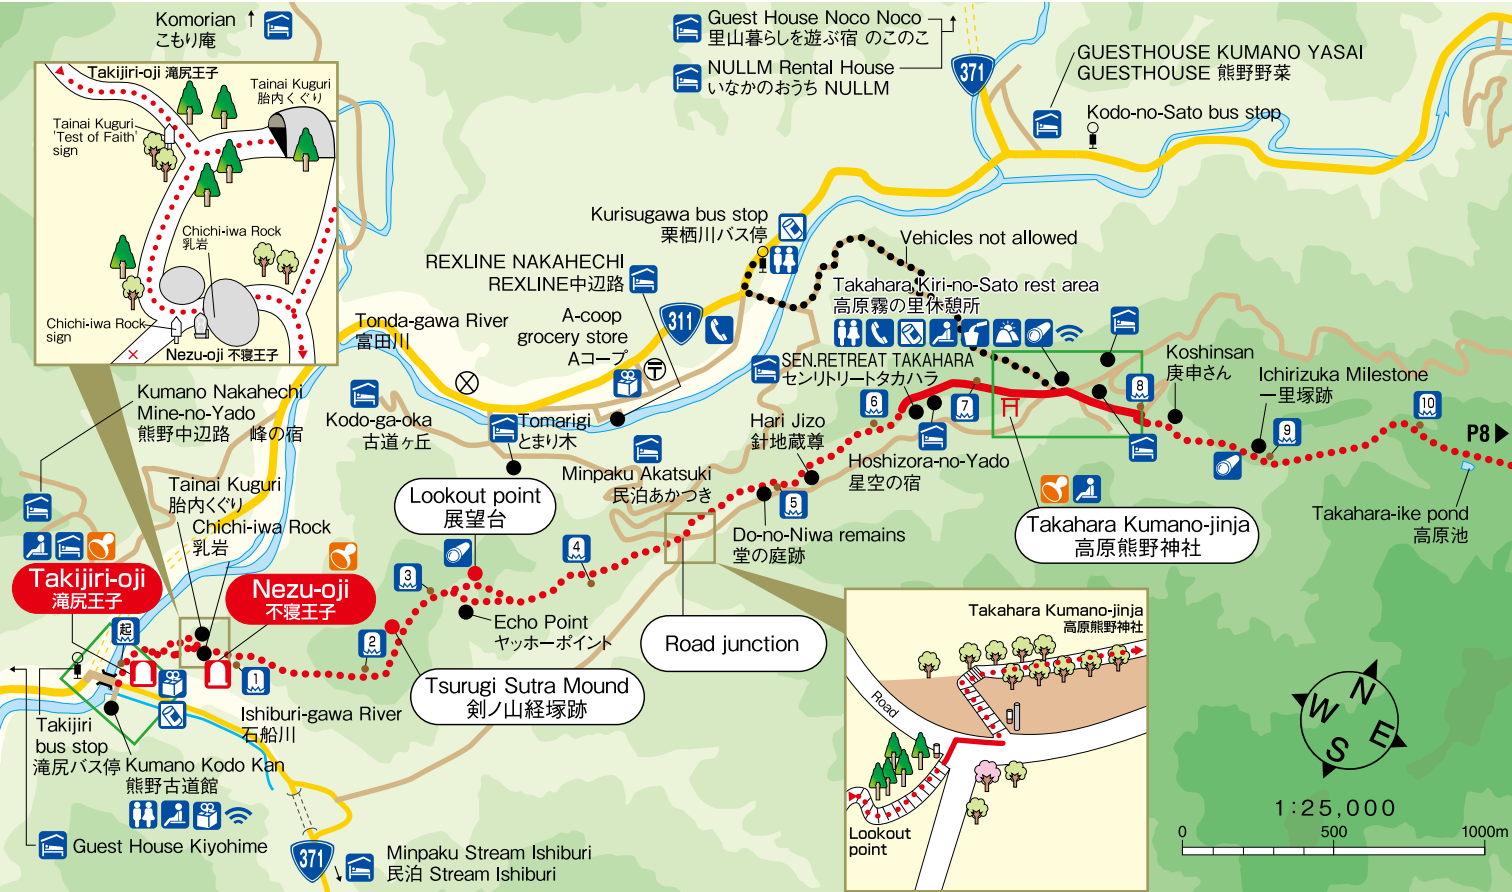 Komorian ↑
こもり庵
Guest House Noco Noco
里山暮らしを遊ぶ宿 のこのこ
NULLM Rental House
いなかのおうち NULLM
371
GUESTHOUSE KUMANO YASAI
GUESTHOUSE 熊野野菜
Kodo-no-Sato bus stop
Takijiri-oji 滝尻王子
Tainai Kuguri
胎内くぐり
Tainai Kuguri
'Test of Faith'
sign
Chichi-iwa Rock
乳岩
Chichi-iwa Rock
sign
Nezu-oji 不寝王子
Kurisugawa bus stop
栗栖川バス停
Vehicles not allowed
REXLINE NAKAHECHI
REXLINE中辺路
Takahara Kiri-no-Sato rest area
高原霧の里休憩所
Tonda-gawa River
富田川
A-coop
grocery store
Aコープ
311
SEN.RETREAT TAKAHARA
センリトリートタカハラ
Koshinsan
庚申さん
Ichirizuka Milestone
一里塚跡
Kumano Nakahechi
Mine-no-Yado
熊野中辺路 峰の宿
Kodo-ga-oka
古道ヶ丘
Tomarigi
とまり木
Hari Jizo
針地蔵尊
6
7
8
9
10
P8
Minpaku Akatsuki
民泊あかつき
Hoshizora-no-Yado
星空の宿
Tainai Kuguri
胎内くぐり
Chichi-iwa Rock
乳岩
Lookout point
展望台
5
Do-no-Niwa remains
堂の庭跡
Takahara Kumano-jinja
高原熊野神社
Takahara-ike pond
高原池
Takijiri-oji
滝尻王子
Nezu-oji
不寝王子
3
4
起
1
2
Echo Point
ヤッホーポイント
Road junction
Tsurugi Sutra Mound
剣ノ山経塚跡
Takijiri
bus stop
滝尻バス停
Ishiburi-gawa River
石船川
Kumano Kodo Kan
熊野古道館
Guest House Kiyohime
371
Minpaku Stream Ishiburi
民泊 Stream Ishiburi
Takahara Kumano-jinja
高原熊野神社
Road
Lookout
point
N
W
E
S
1:25,000
0
500
1000m